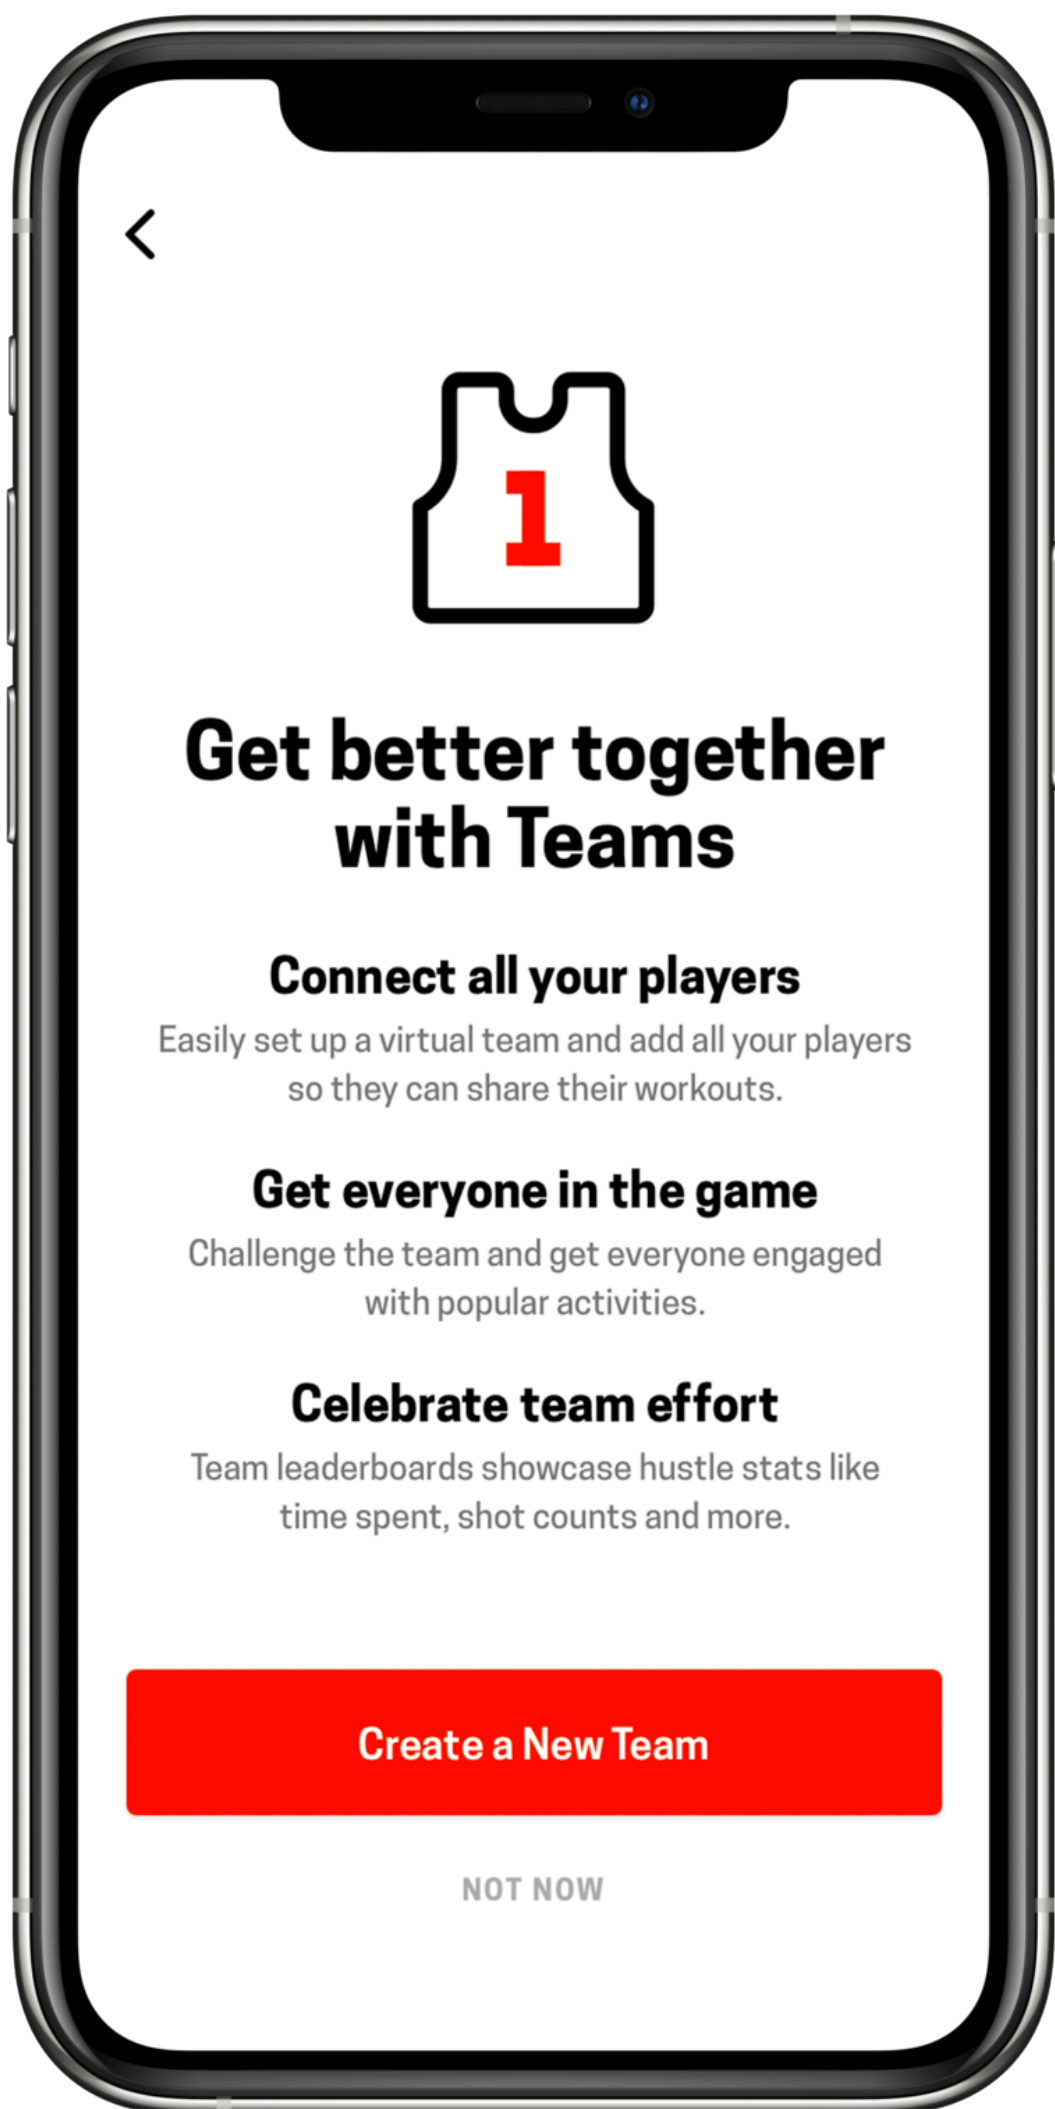 1
Get better together
with Teams
Connect all your players
Easily set up a virtual team and add all your players
so they can share their workouts.
Get everyone in the game
Challenge the team and get everyone engaged
with popular activities.
Celebrate team effort
Team leaderboards showcase hustle stats like
time spent, shot counts and more.
Create a New Team
NOT NOW